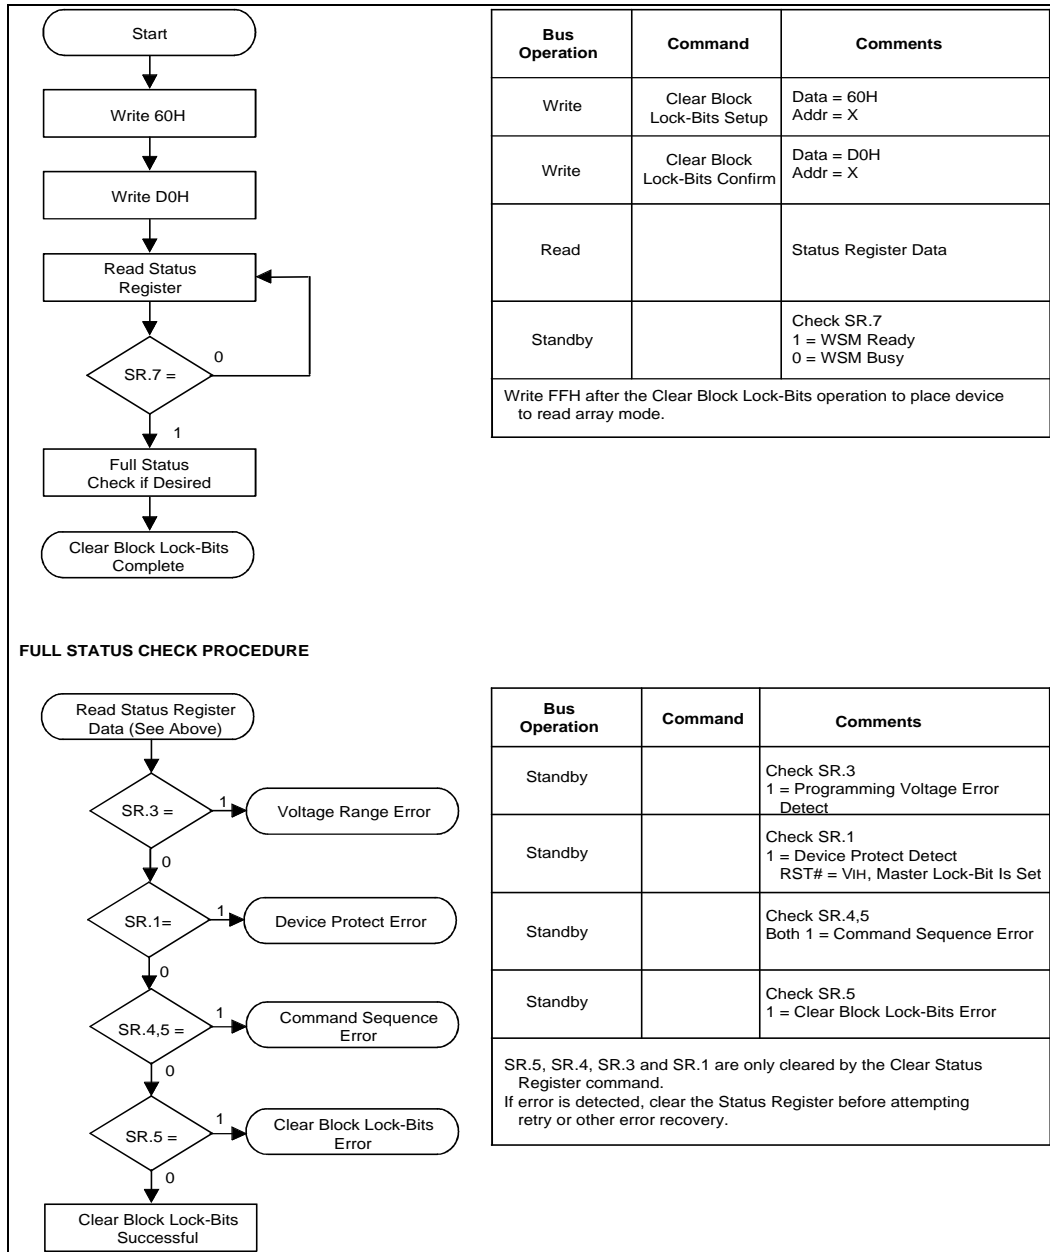 Start
Write 60H
Write D0H
Read Status
Register
SR.7 =
0
1
Full Status
Check if Desired
Clear Block Lock-Bits
Complete
Bus
Operation
Command
Comments
Write
Clear Block
Lock-Bits Setup
Data = 60H
Addr = X
Write
Clear Block
Lock-Bits Confirm
Data = D0H
Addr = X
Read
Status Register Data
Standby
Check SR.7
1 = WSM Ready
0 = WSM Busy
Write FFH after the Clear Block Lock-Bits operation to place device
to read array mode.
FULL STATUS CHECK PROCEDURE
Read Status Register
Data (See Above)
SR.3 =
1
Voltage Range Error
0
SR.1=
1
Device Protect Error
0
SR.4,5 =
1
Command Sequence
Error
0
SR.5 =
1
Clear Block Lock-Bits
Error
0
Clear Block Lock-Bits
Successful
Bus
Operation
Command
Comments
Standby
Check SR.3
1 = Programming Voltage Error
Detect
Standby
Check SR.1
1 = Device Protect Detect
RST# = VIH, Master Lock-Bit Is Set
Standby
Check SR.4,5
Both 1 = Command Sequence Error
Standby
Check SR.5
1 = Clear Block Lock-Bits Error
SR.5, SR.4, SR.3 and SR.1 are only cleared by the Clear Status
Register command.
If error is detected, clear the Status Register before attempting
retry or other error recovery.